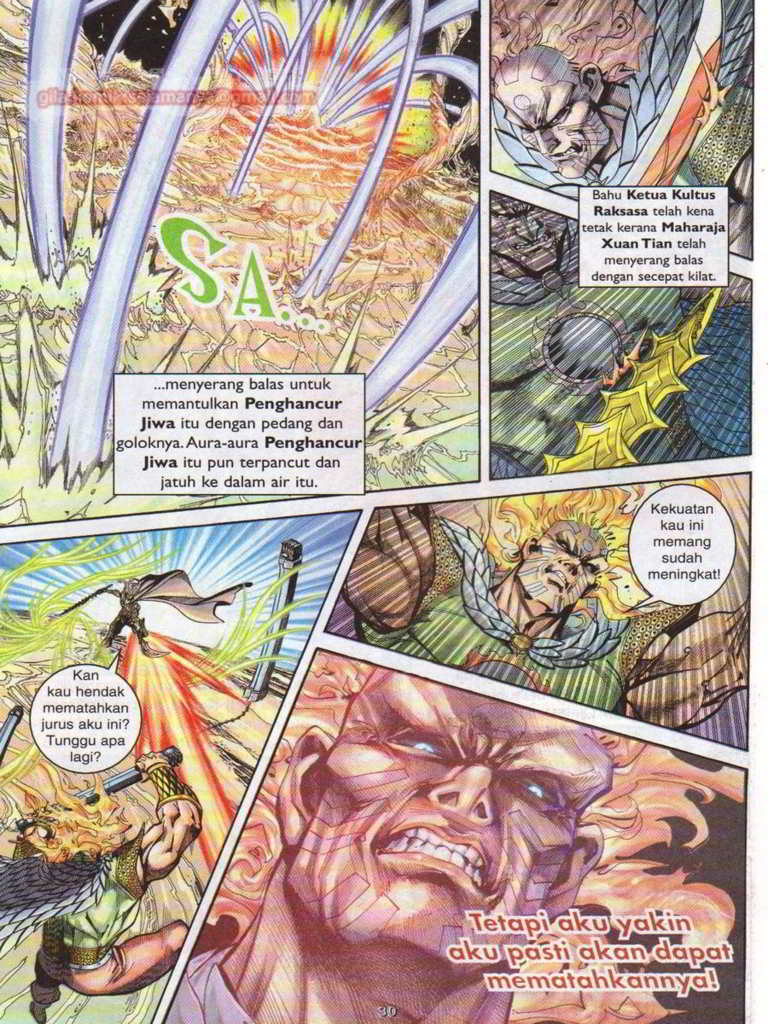 SA...
...menyerang balas untuk
memantulkan Penghancur
Jiwa itu dengan pedang dan
goloknya. Aura-aura Penghancur
Jiwa itu pun terpancut dan
jatuh ke dalam air itu.
Bahu Ketua Kultus
Raksasa telah kena
tetak kerana Maharaja
Xuan Tian telah
menyerang balas
dengan secepat kilat.
Kekuatan
kau ini
memang
sudah
meningkat!
Kan
kau hendak
mematahkan
jurus aku ini?
Tunggu apa
lagi?
Tetapi aku yakin
aku pasti akan dapat
mematahkannya!
30